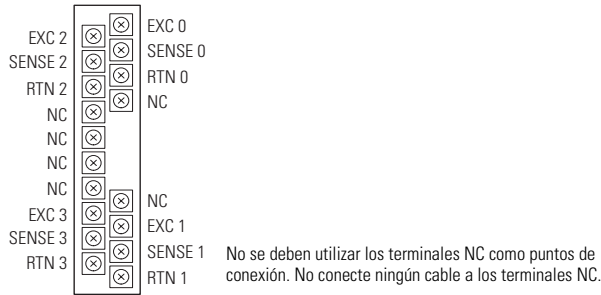 EXC 0
EXC 2
SENSE 0
SENSE 2
RTN 0
RTN 2
NC
NC
NC
NC
NC
NC
EXC 3
EXC 1
SENSE 3
SENSE 1
RTN 3
RTN 1
No se deben utilizar los terminales NC como puntos de
conexión. No conecte ningún cable a los terminales NC.